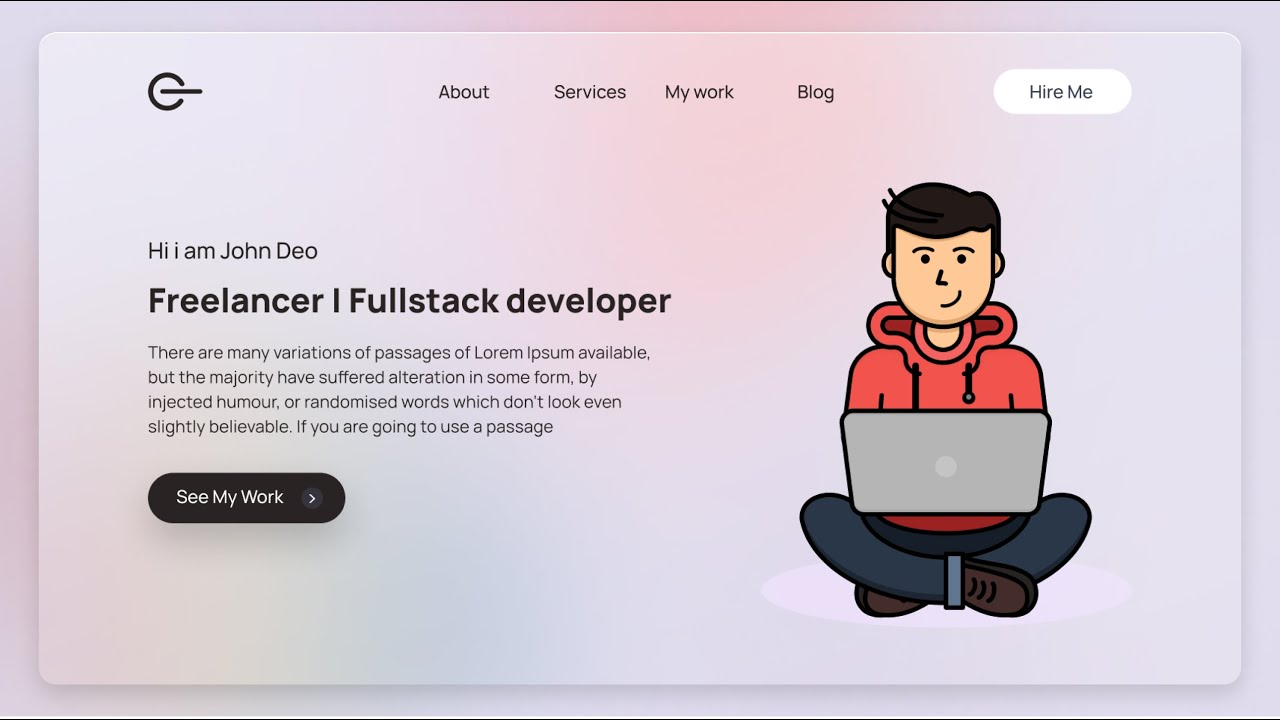 About Services My work Blog Hire Me
Hi i am John Deo
Freelancer I Fullstack developer
There are many variations of passages of Lorem Ipsum available,
but the majority have suffered alteration in some form, by
injected humour, or randomised words which don't look even
slightly believable. If you are going to use a passage
See My Work